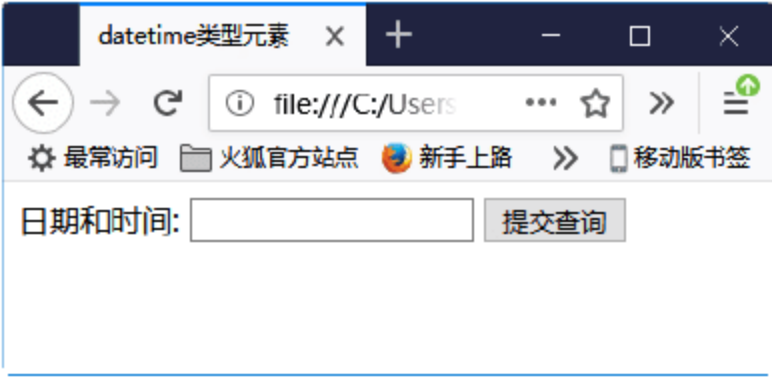 datetime类型元素
file:///C:/Users
最常访问 火狐官方站点 新手上路 移动版书签
日期和时间: 提交查询